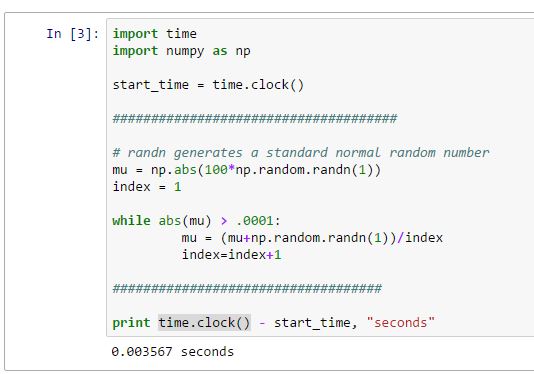 In [3]:
import time
import numpy as np
start_time = time.clock()
#####################################
# randn generates a standard normal random number
mu = np.abs(100*np.random.randn(1))
index = 1
while abs(mu) > .0001:
        mu = (mu+np.random.randn(1))/index
        index=index+1
###################################
print time.clock() - start_time, "seconds"
0.003567 seconds